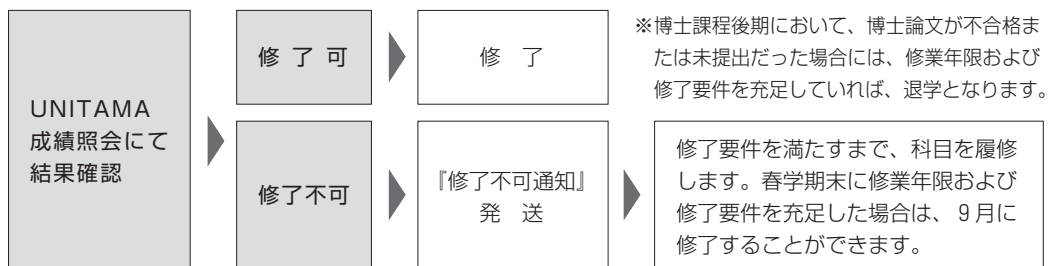 UNITAMA
成績照会にて
結果確認
修 了 可
修　了
※博士課程後期において、博士論文が不合格ま
たは未提出だった場合には、修業年限および
修了要件を充足していれば、退学となります。
修了不可
『修了不可通知』
発　送
修了要件を満たすまで、科目を履修
します。春学期末に修業年限および
修了要件を充足した場合は、9月に
修了することができます。